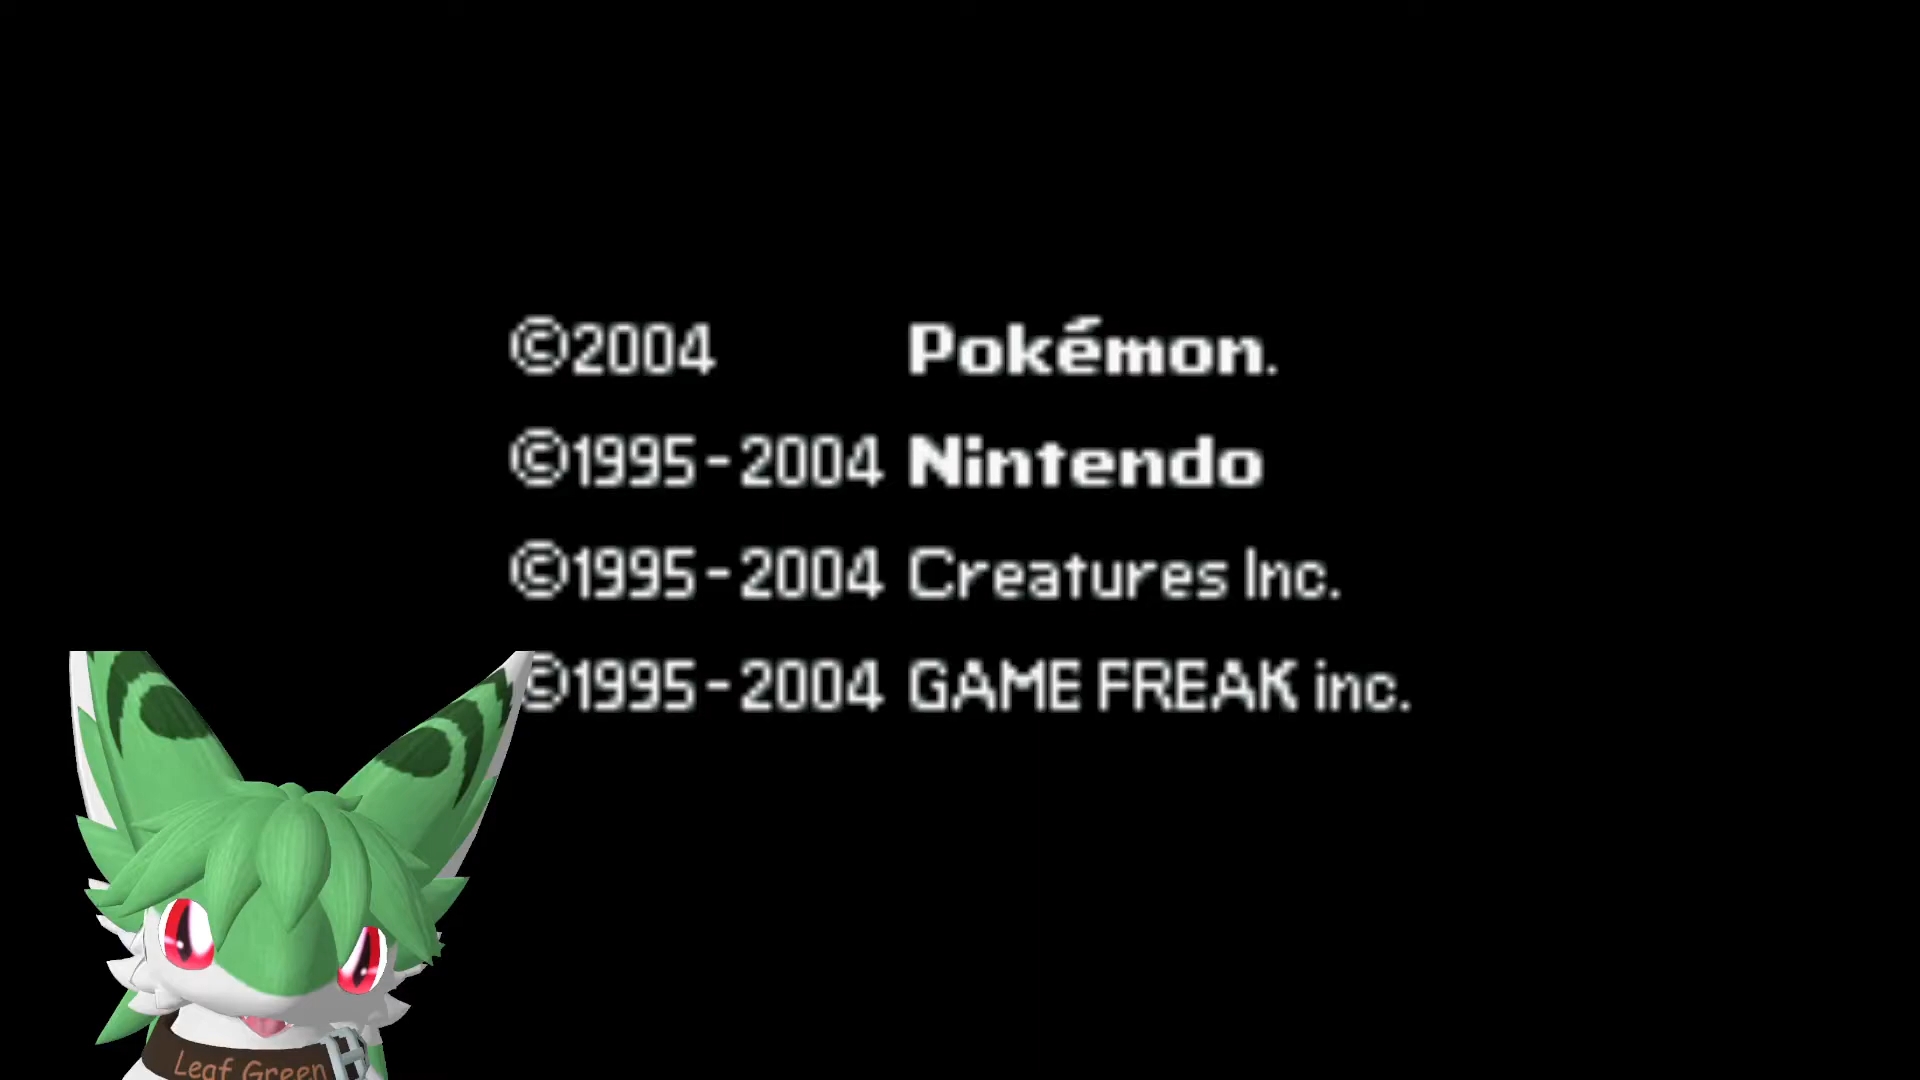 ©2004 Pokémon.
©1995-2004 Nintendo
©1995-2004 Creatures Inc.
©1995-2004 GAME FREAK inc.
Leaf Green